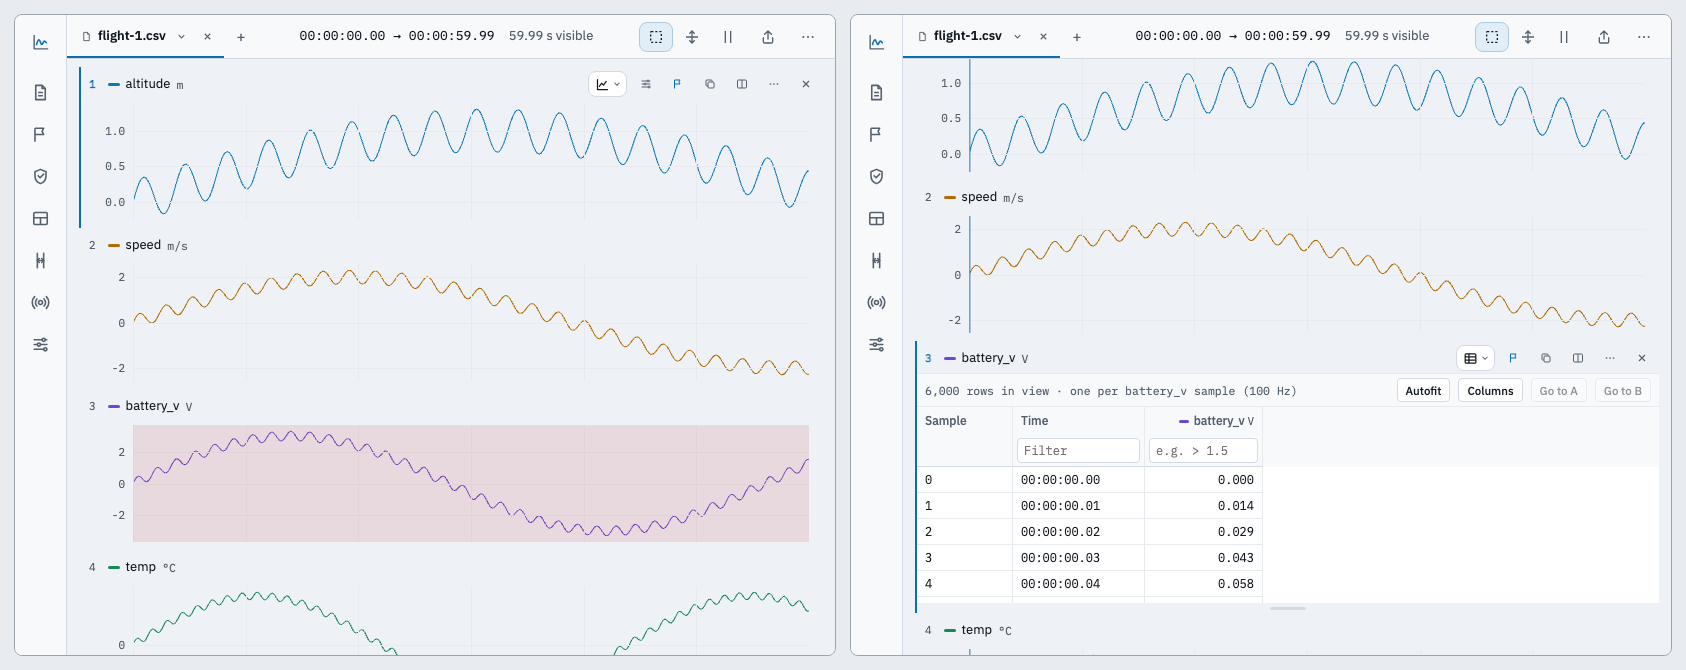 flight-1.csv
00:00:00.00 → 00:00:59.99 59.99 s visible
1 altitude m
1.0
0.5
0.0
2 speed m/s
2
0
-2
3 battery_v V
2
0
-2
4 temp °C
0
flight-1.csv
00:00:00.00 → 00:00:59.99 59.99 s visible
1.0
0.5
0.0
2 speed m/s
2
0
-2
3 battery_v V
6,000 rows in view · one per battery_v sample (100 Hz) Autofit Columns Go to A Go to B
Sample Time battery_v V
Filter e.g. > 1.5
0 00:00:00.00 0.000
1 00:00:00.01 0.014
2 00:00:00.02 0.029
3 00:00:00.03 0.043
4 00:00:00.04 0.058
4 temp °C